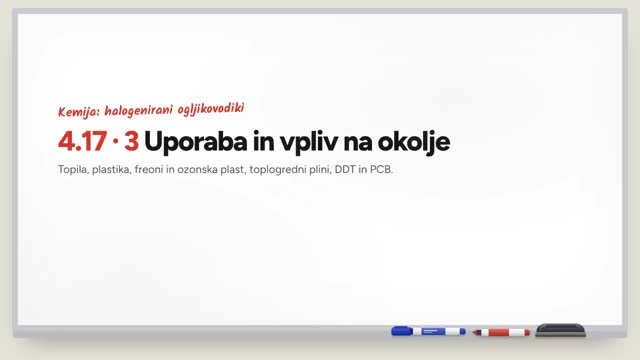 Kemija: halogenirani ogljikovodiki
4.17 · 3 Uporaba in vpliv na okolje
Topila, plastika, freoni in ozonska plast, toplogredni plini, DDT in PCB.